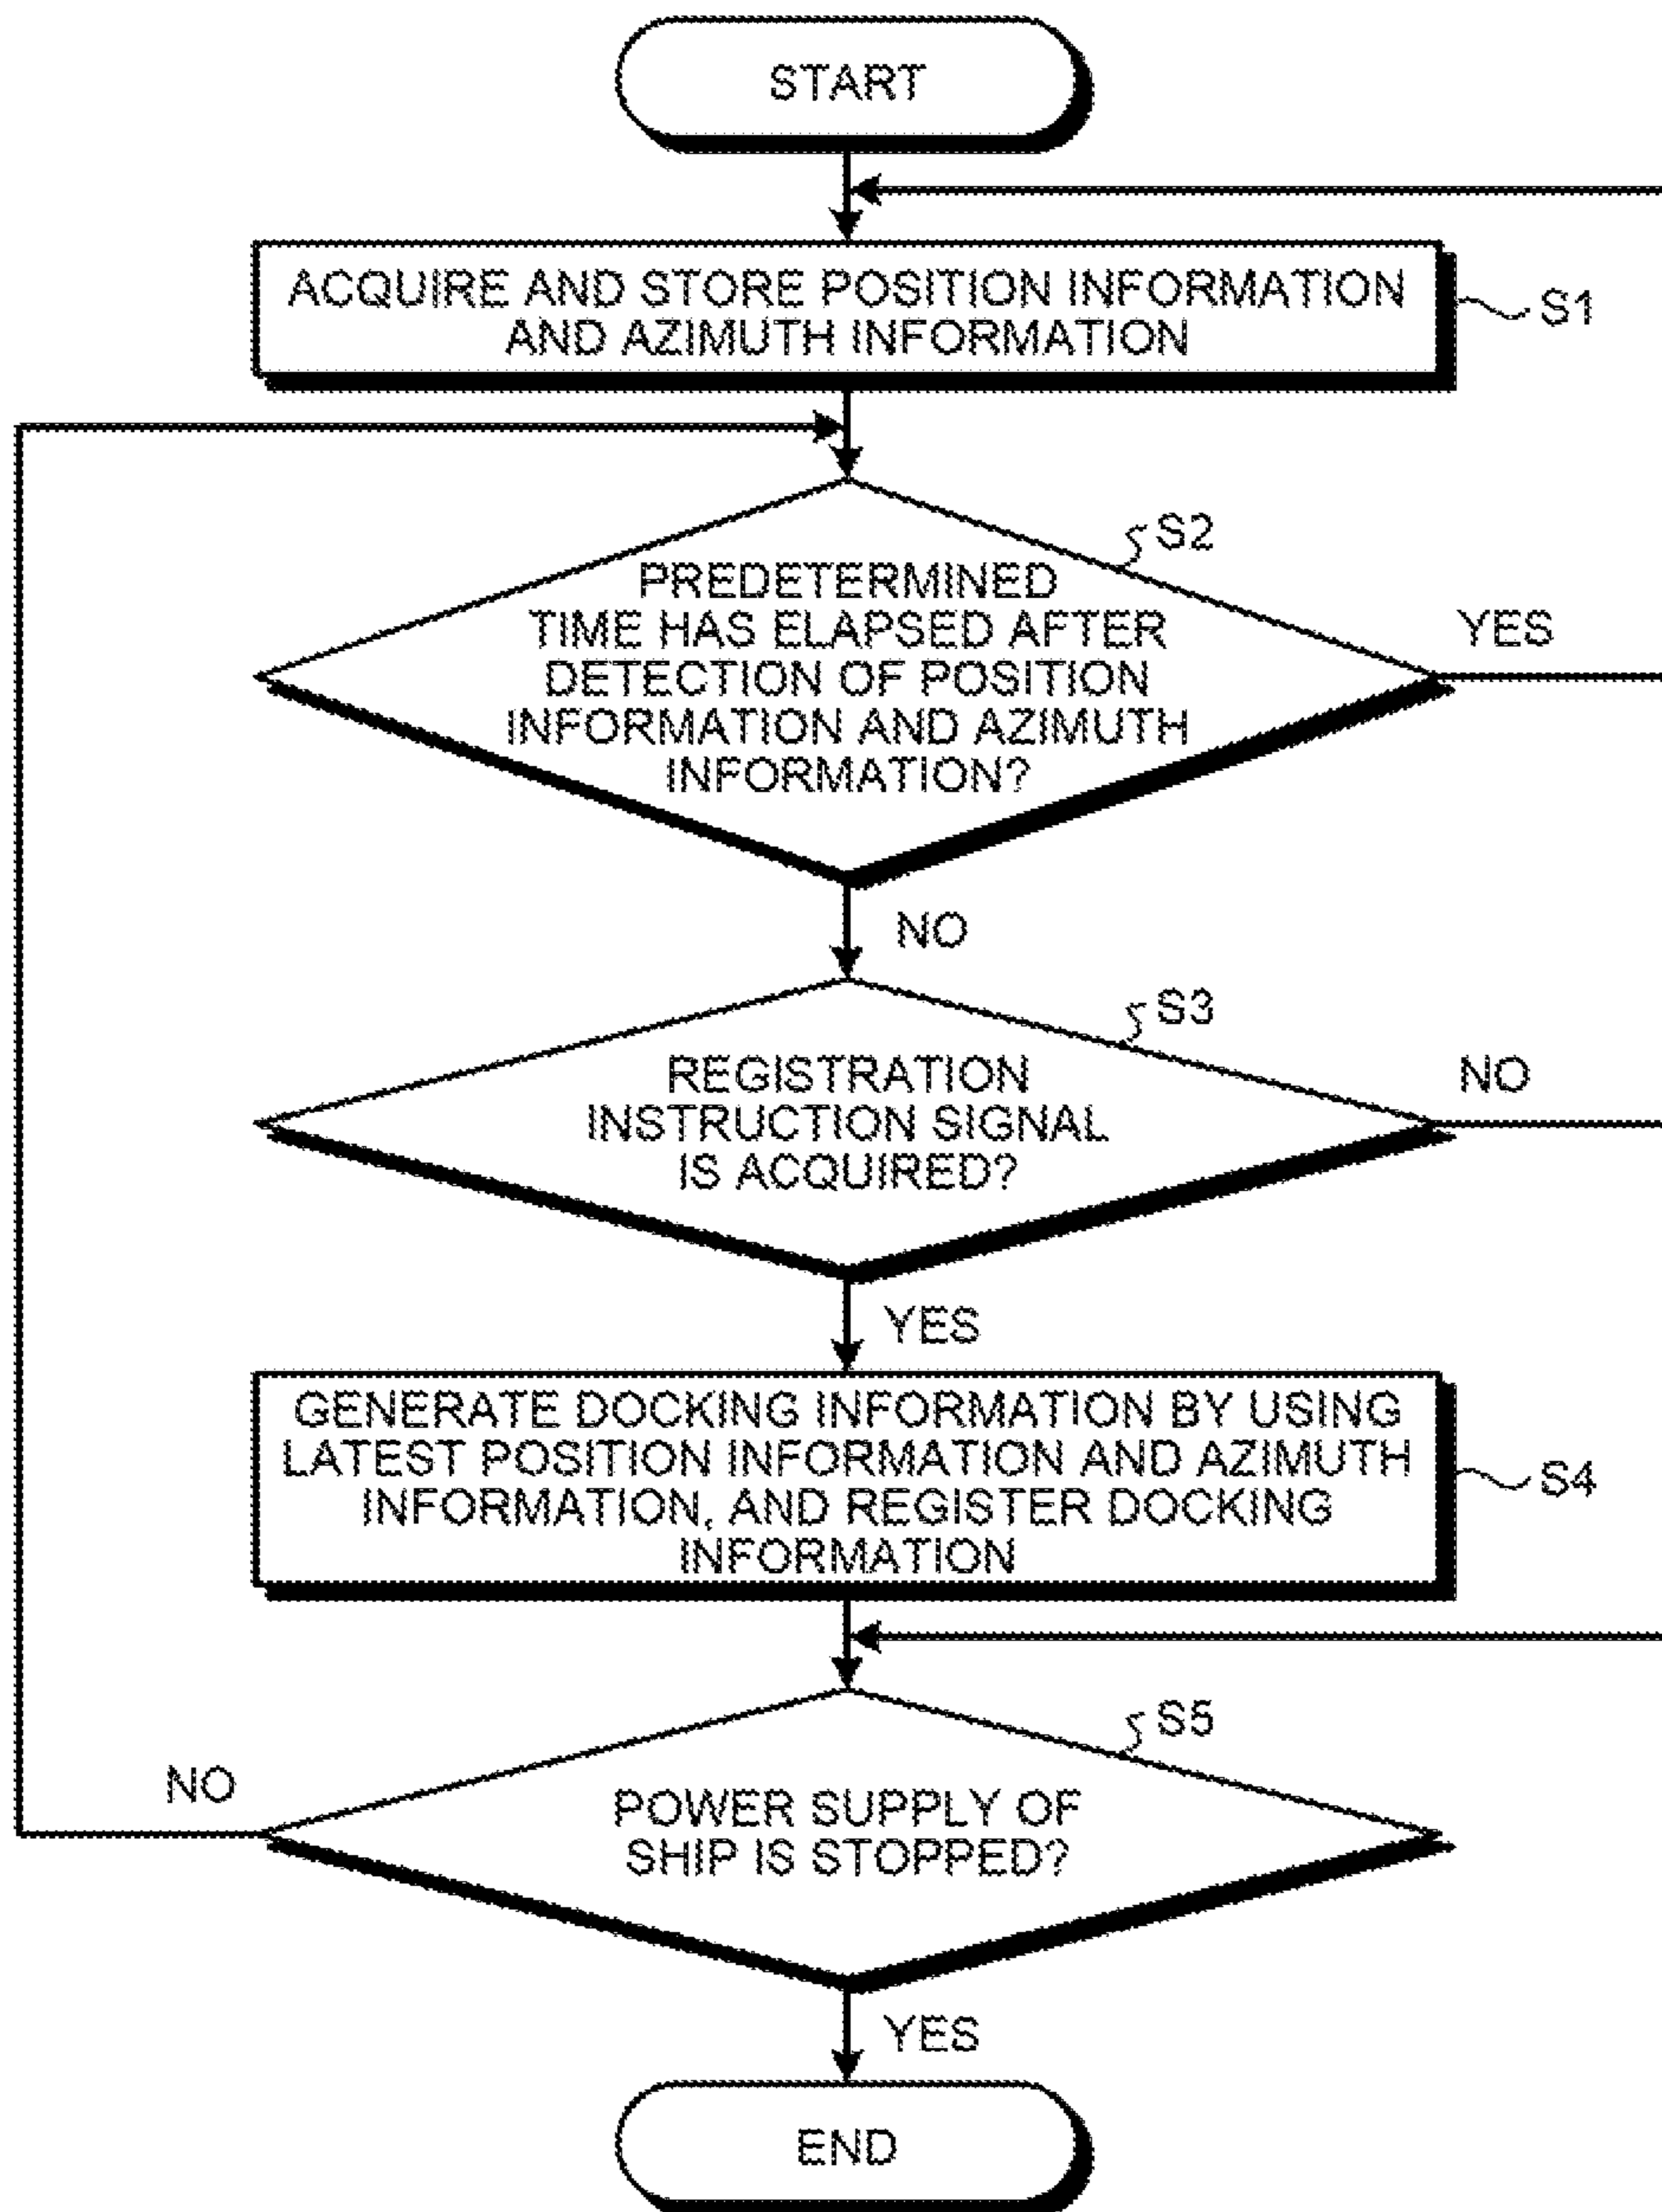 START
ACQUIRE AND STORE POSITION INFORMATION
AND AZIMUTH INFORMATION
S1
S2
PREDETERMINED
TIME HAS ELAPSED AFTER
DETECTION OF POSITION
INFORMATION AND AZIMUTH
INFORMATION?
YES
NO
S3
REGISTRATION
INSTRUCTION SIGNAL
IS ACQUIRED?
NO
YES
GENERATE DOCKING INFORMATION BY USING
LATEST POSITION INFORMATION AND AZIMUTH
INFORMATION, AND REGISTER DOCKING
INFORMATION
S4
S5
NO
POWER SUPPLY OF
SHIP IS STOPPED?
YES
END